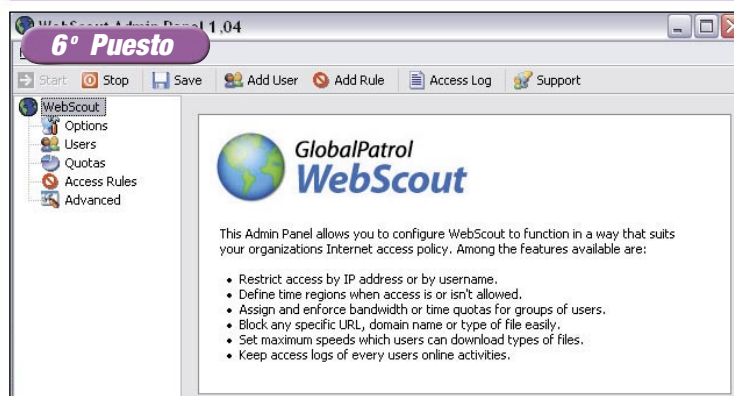 1,04
6º Puesto
Start Stop Save Add User Add Rule Access Log Support
WebScout
Options
Users
Quotas
Access Rules
Advanced
GlobalPatrol
WebScout
This Admin Panel allows you to configure WebScout to function in a way that suits
your organizations Internet access policy. Among the features available are:
• Restrict access by IP address or by username.
• Define time regions when access is or isn't allowed.
• Assign and enforce bandwidth or time quotas for groups of users.
• Block any specific URL, domain name or type of file easily.
• Set maximum speeds which users can download types of files.
• Keep access logs of every users online activities.